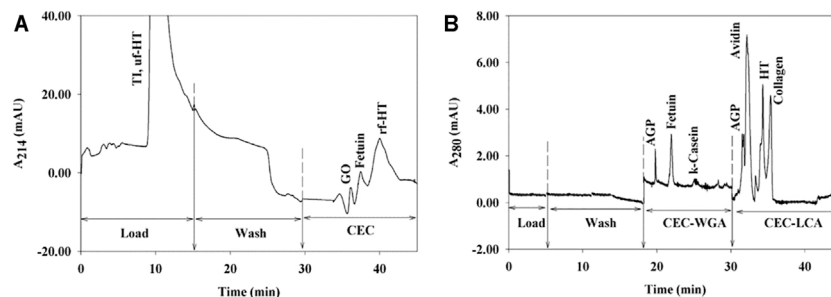 A
40.00
20.00
0.00
-20.00
A214 (mAU)
TI, uf-HT
GO
Fetuin
rf-HT
Load
Wash
CEC
0
10
20
30
40
Time (min)
B
8.00
6.00
4.00
2.00
0.00
-2.00
A280 (mAU)
AGP
Fetuin
k-Casein
AGP
Avidin
HT
Collagen
Load
Wash
CEC-WGA
CEC-LCA
0
10
20
30
40
Time (min)